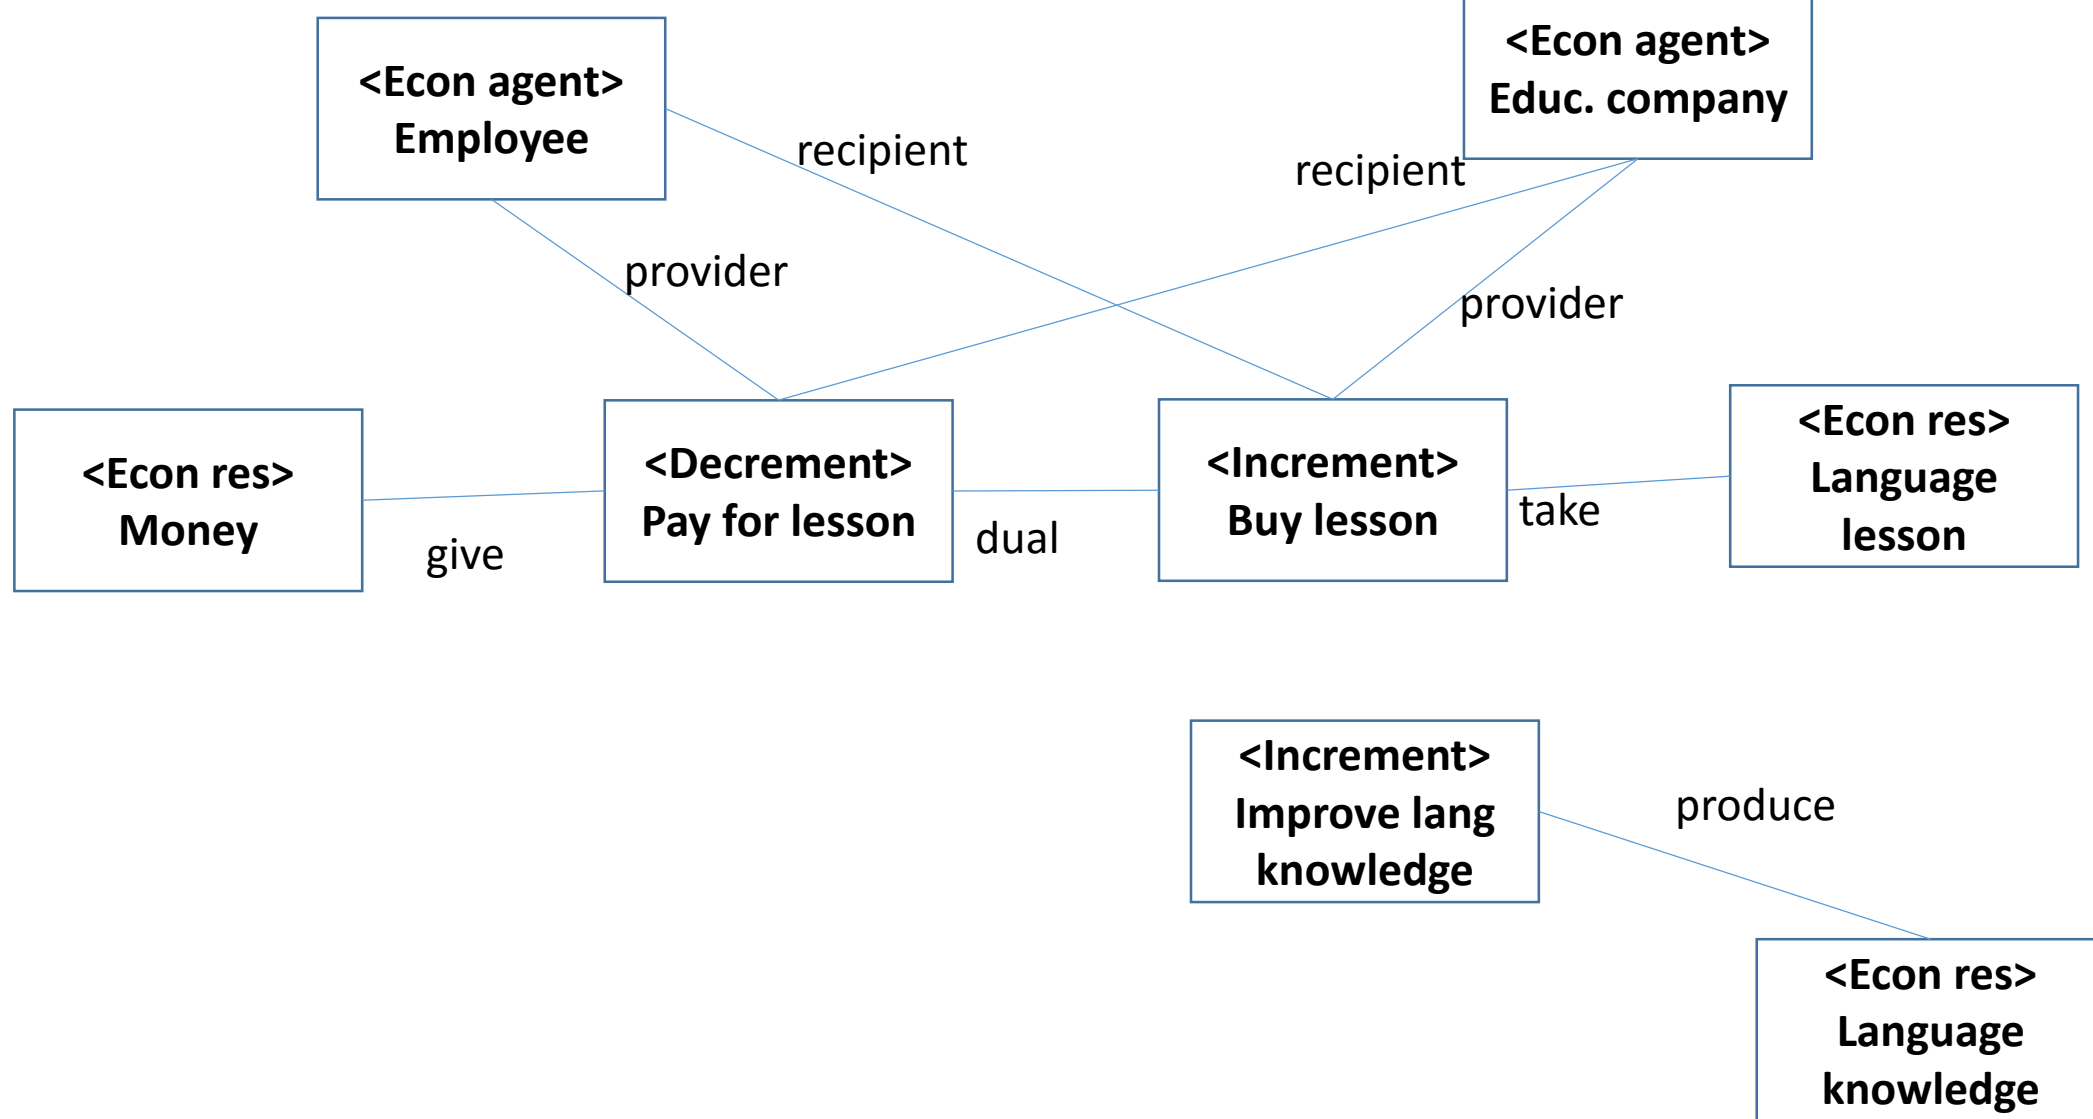 <Econ agent>
Employee
<Econ agent>
Educ. company
recipient
recipient
provider
provider
<Econ res>
Money
give
<Decrement>
Pay for lesson
dual
<Increment>
Buy lesson
take
<Econ res>
Language
lesson
<Increment>
Improve lang
knowledge
produce
<Econ res>
Language
knowledge